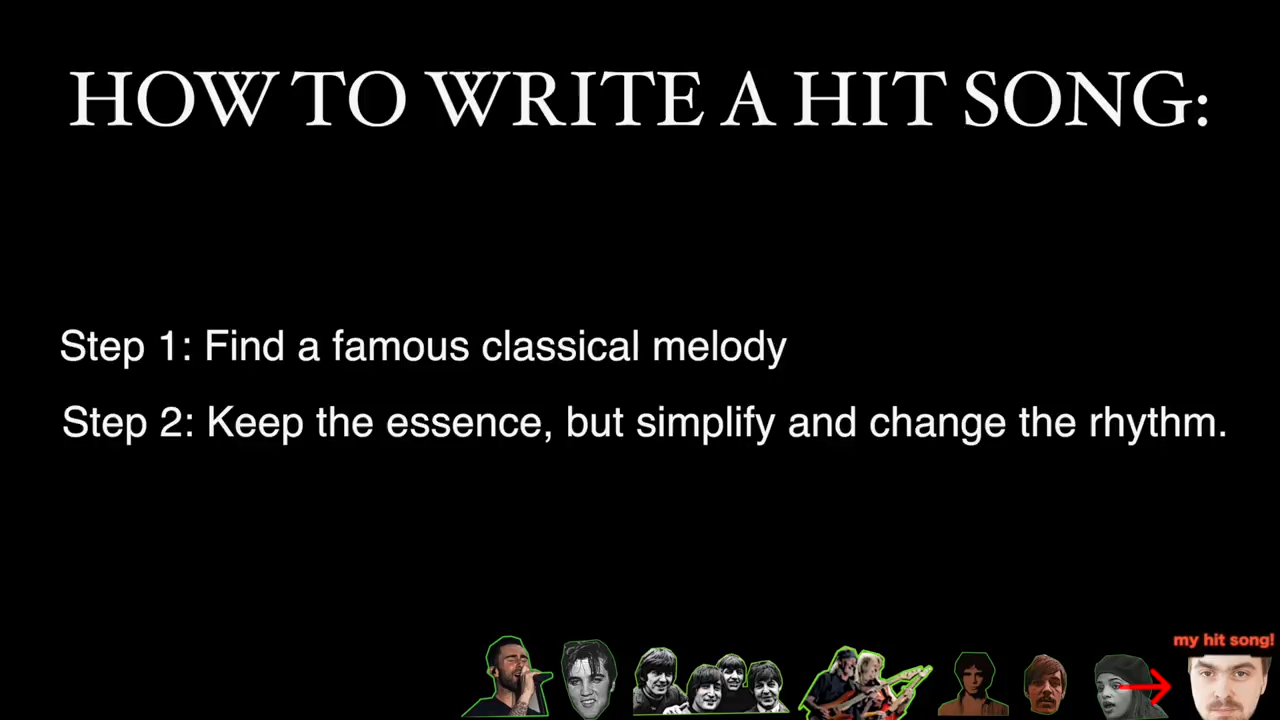 HOW TO WRITE A HIT SONG:
Step 1: Find a famous classical melody
Step 2: Keep the essence, but simplify and change the rhythm.
my hit song!